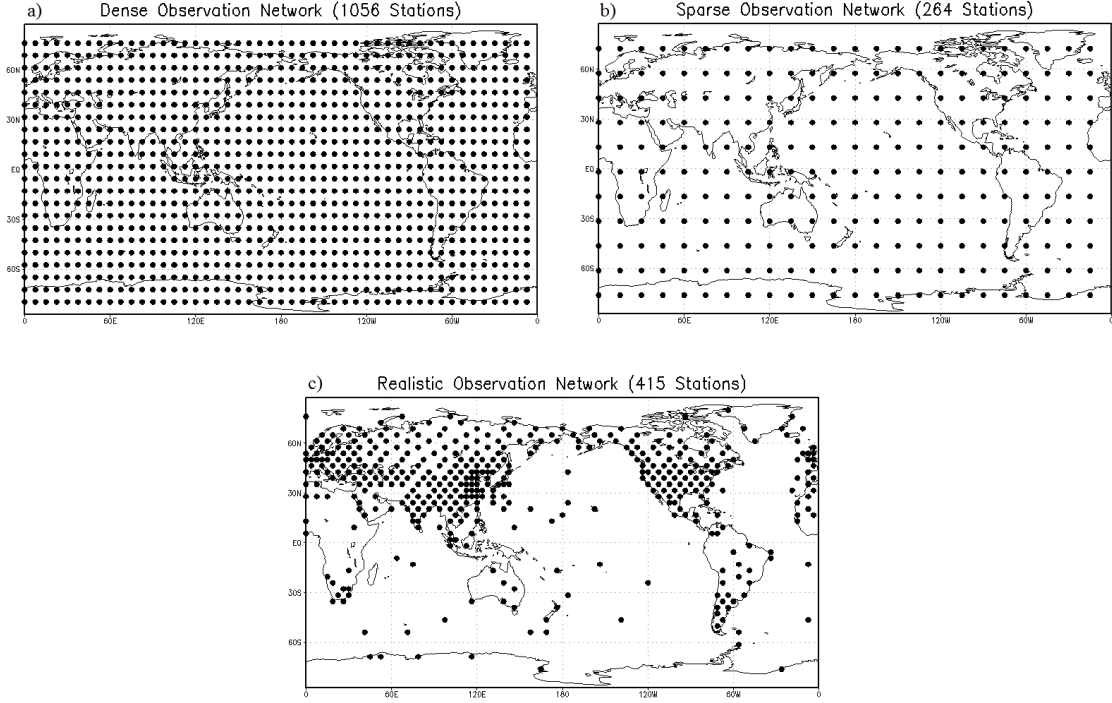 a) Dense Observation Network (1056 Stations)
60N
30N
EQ
30S
60S
0 60E 120E 180 120W 60W 0
b) Sparse Observation Network (264 Stations)
60N
30N
EQ
30S
60S
0 60E 120E 180 120W 60W 0
c) Realistic Observation Network (415 Stations)
60N
30N
EQ
30S
60S
0 60E 120E 180 120W 60W 0